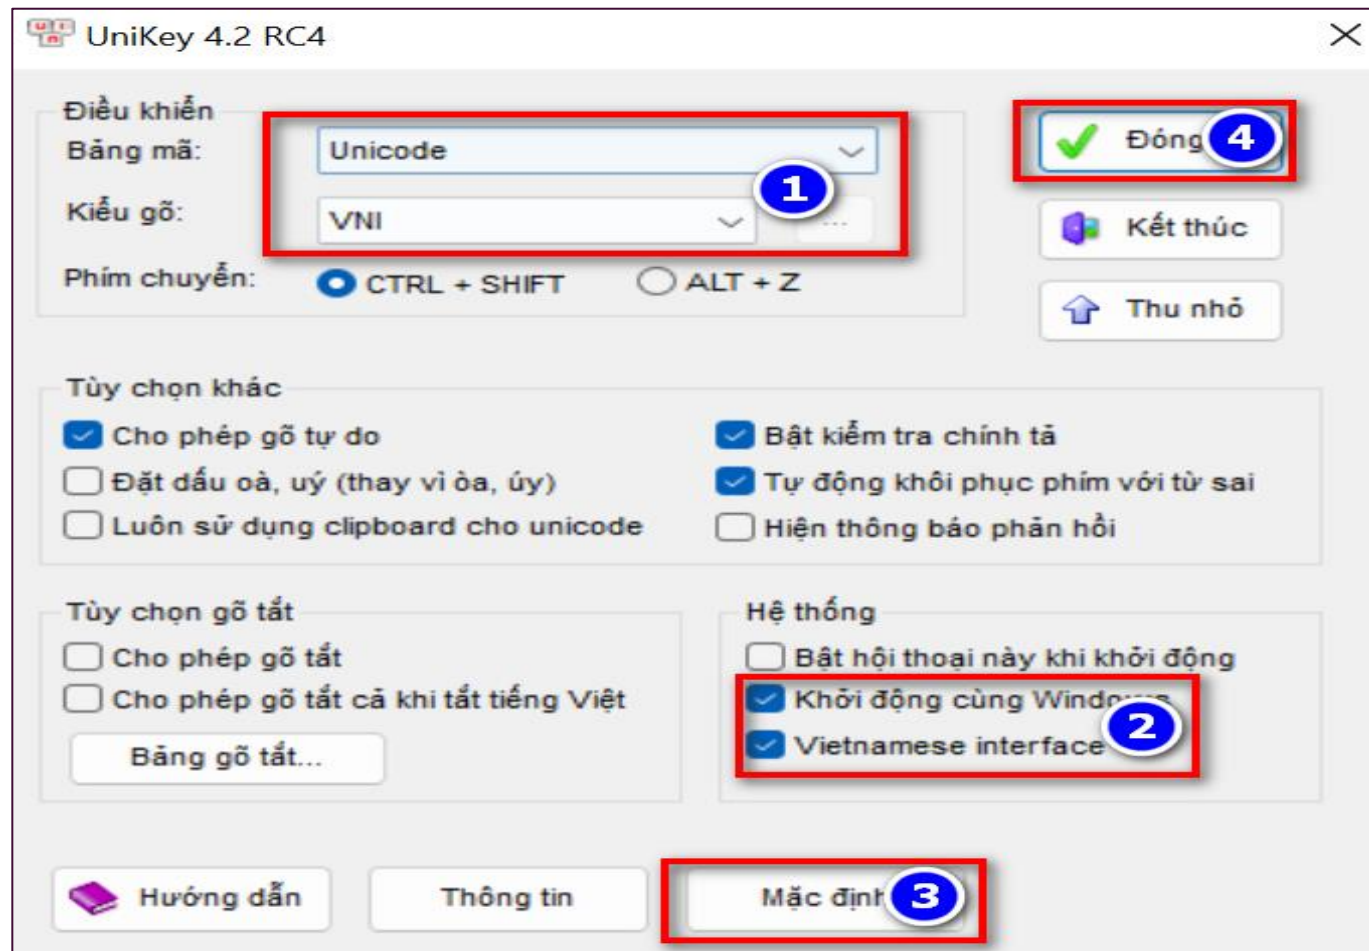 UniKey 4.2 RC4
Điều khiển
Bảng mã: Unicode
1
Kiểu gõ: VNI ...
Phím chuyển: CTRL + SHIFT ALT + Z
Đóng 4
Kết thúc
Thu nhỏ
Tùy chọn khác
Cho phép gõ tự do
Bật kiểm tra chính tả
Đặt dấu oà, uý (thay vì òa, úy)
Tự động khôi phục phím với từ sai
Luôn sử dụng clipboard cho unicode
Hiện thông báo phản hồi
Tùy chọn gõ tắt
Cho phép gõ tắt
Cho phép gõ tắt cả khi tắt tiếng Việt
Bảng gõ tắt...
Hệ thống
Bật hội thoại này khi khởi động
Khởi động cùng Windows
2
Vietnamese interface
Hướng dẫn
Thông tin
Mặc định 3